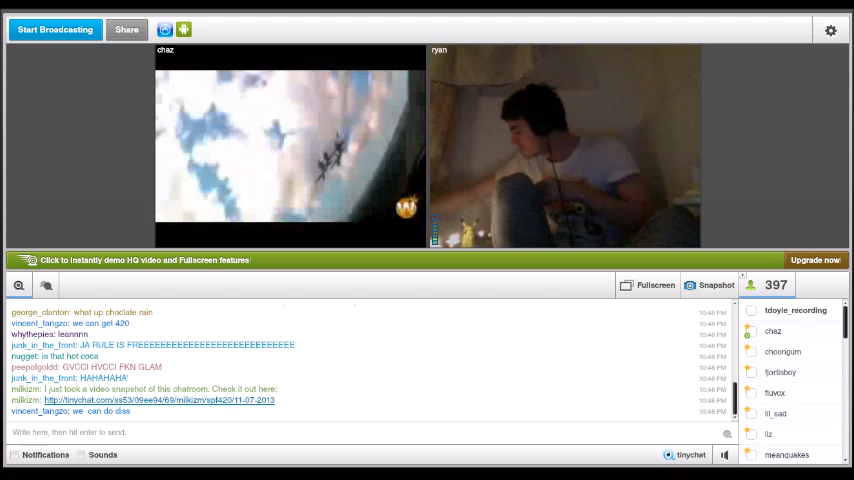 Start Broadcasting
Share
chaz
ryan
W
Click to instantly demo HQ video and Fullscreen features
Upgrade now!
Fullscreen
Snapshot
397
george_clanton: what up choclate rain 10:48 PM
vincent_tangzo: we can get 420 10:48 PM
whythepies: leannnn 10:48 PM
junk_in_the_front: JA RULE IS FREEEEEEEEEEEEEEEEEEEEEEEEEEE 10:48 PM
nugget: is that hot coca 10:48 PM
peepofgoldd: GVCCI HVCCI FKN GLAM 10:48 PM
junk_in_the_front: HAHAHAHA' 10:48 PM
milkizm: I just took a video snapshot of this chatroom. Check it out here: 10:48 PM
milkizm: http://tinychat.com/ss53/09ee94/69/milkizm/spf420/11-07-2013 10:48 PM
vincent_tangzo: we can do diss 10:48 PM
tdoyle_recording
chaz
choongum
fjortisboy
fluvox
lil_sad
liz
meanquakes
Write here, then hit enter to send.
Notifications
Sounds
tinychat